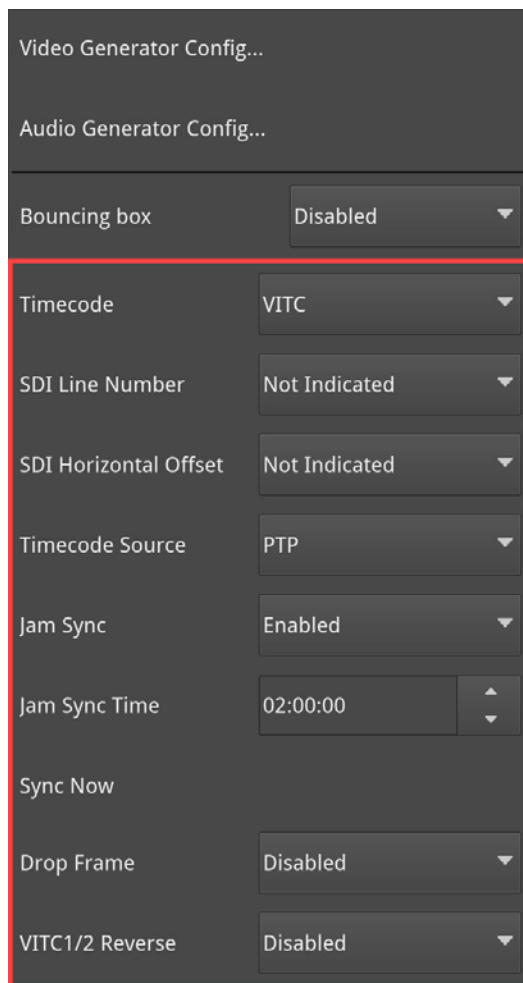 Video Generator Config...
Audio Generator Config...
Bouncing box Disabled
Timecode VITC
SDI Line Number Not Indicated
SDI Horizontal Offset Not Indicated
Timecode Source PTP
Jam Sync Enabled
Jam Sync Time 02:00:00
Sync Now
Drop Frame Disabled
VITC1/2 Reverse Disabled